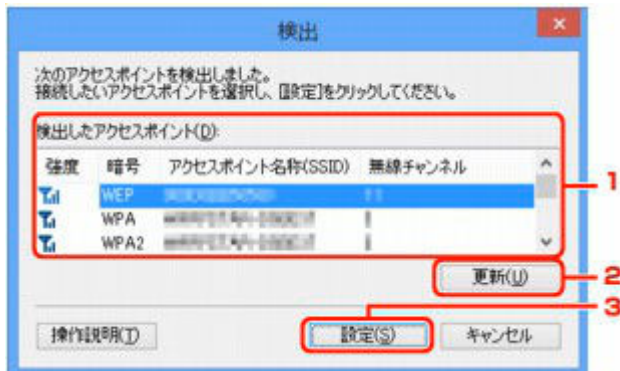 検出
次のアクセスポイントを検出しました。
接続したいアクセスポイントを選択し、[設定]をクリックしてください。
検出したアクセスポイント(D):
強度 暗号 アクセスポイント名称(SSID) 無線チャンネル
WEP
WPA
WPA2
1
更新(U)
2
3
操作説明(T) 設定(S) キャンセル